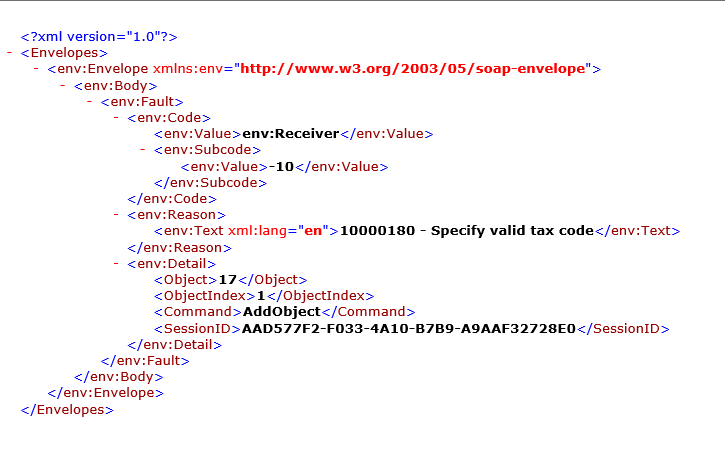 <?xml version="1.0"?>
- <Envelopes>
- <env:Envelope xmlns:env="http://www.w3.org/2003/05/soap-envelope">
- <env:Body>
- <env:Fault>
- <env:Code>
<env:Value>env:Receiver</env:Value>
- <env:Subcode>
<env:Value>-10</env:Value>
</env:Subcode>
</env:Code>
- <env:Reason>
<env:Text xml:lang="en">10000180 - Specify valid tax code</env:Text>
</env:Reason>
- <env:Detail>
<Object>17</Object>
<ObjectIndex>1</ObjectIndex>
<Command>AddObject</Command>
<SessionID>AAD577F2-F033-4A10-B7B9-A9AAF32728E0</SessionID>
</env:Detail>
</env:Fault>
</env:Body>
</env:Envelope>
</Envelopes>